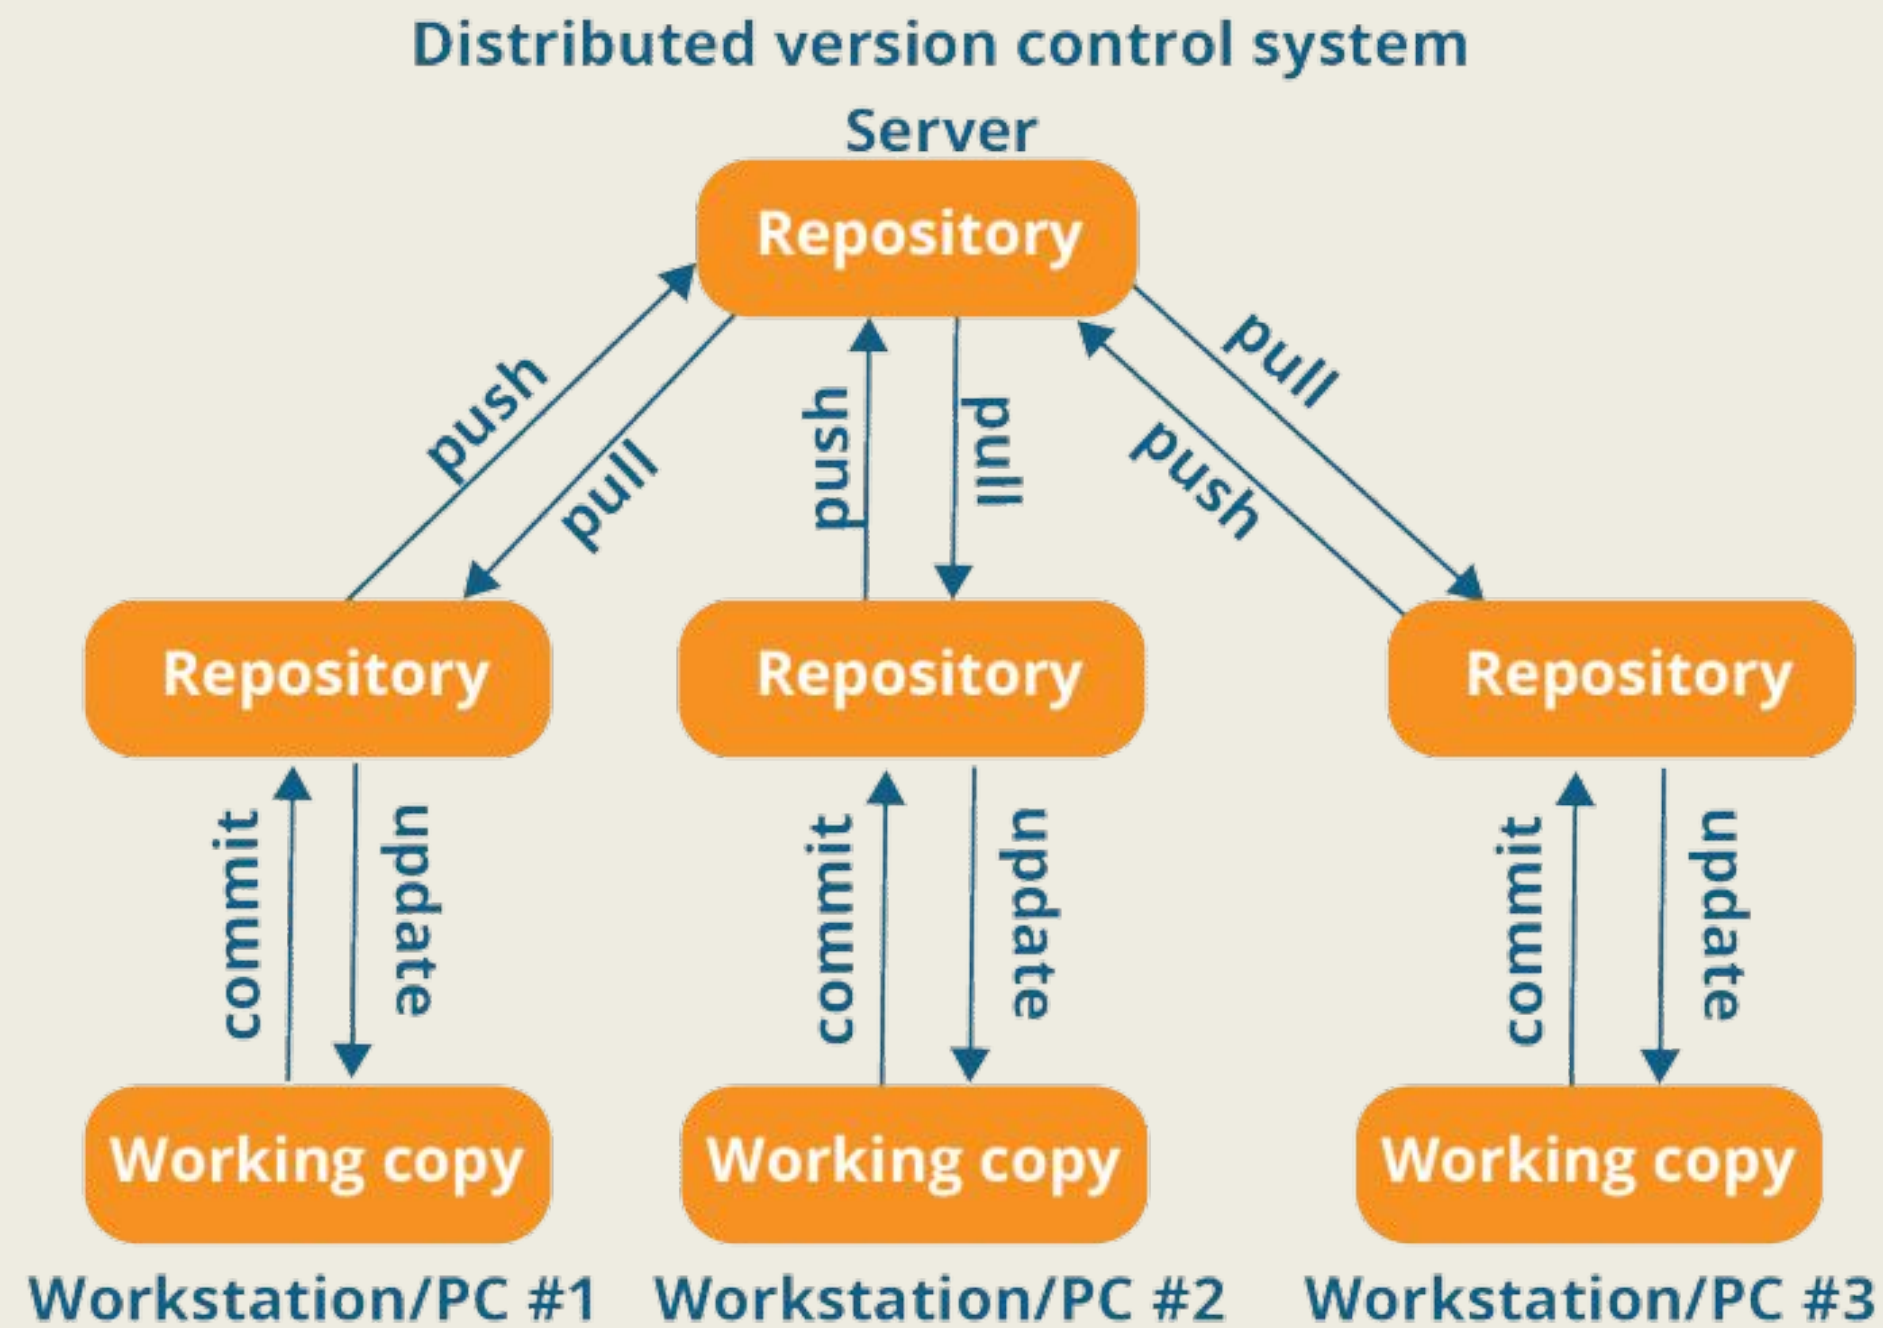 Distributed version control system
Server
Repository
push
pull
push
pull
push
pull
Repository
Repository
Repository
commit
update
commit
update
commit
update
Working copy
Working copy
Working copy
Workstation/PC #1
Workstation/PC #2
Workstation/PC #3